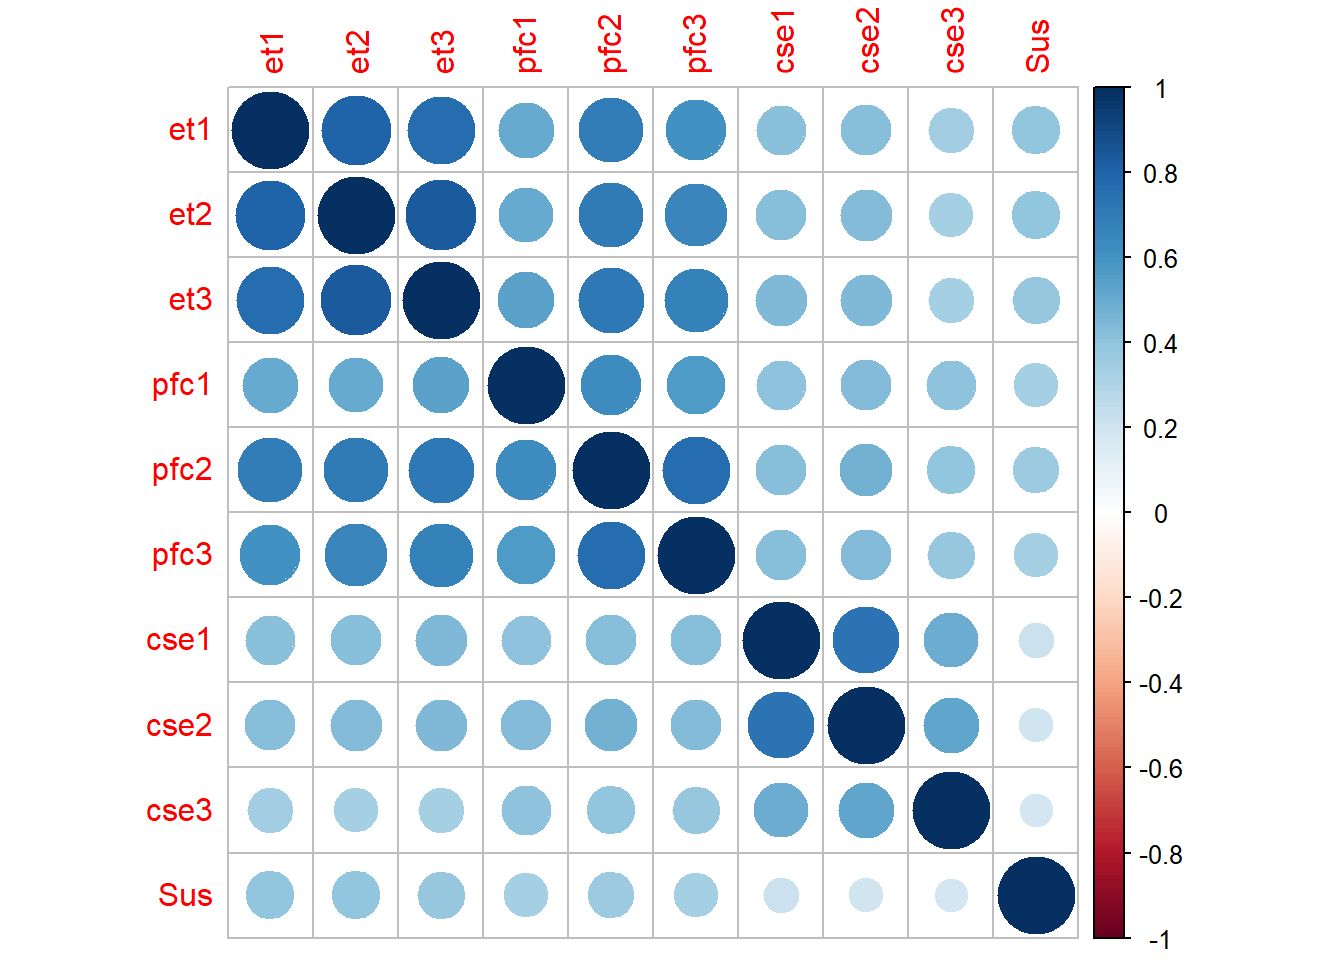 et1 et2 et3 pfc1 pfc2 pfc3 cse1 cse2 cse3 Sus
et1
et2
et3
pfc1
pfc2
pfc3
cse1
cse2
cse3
Sus
1
0.8
0.6
0.4
0.2
0
-0.2
-0.4
-0.6
-0.8
-1